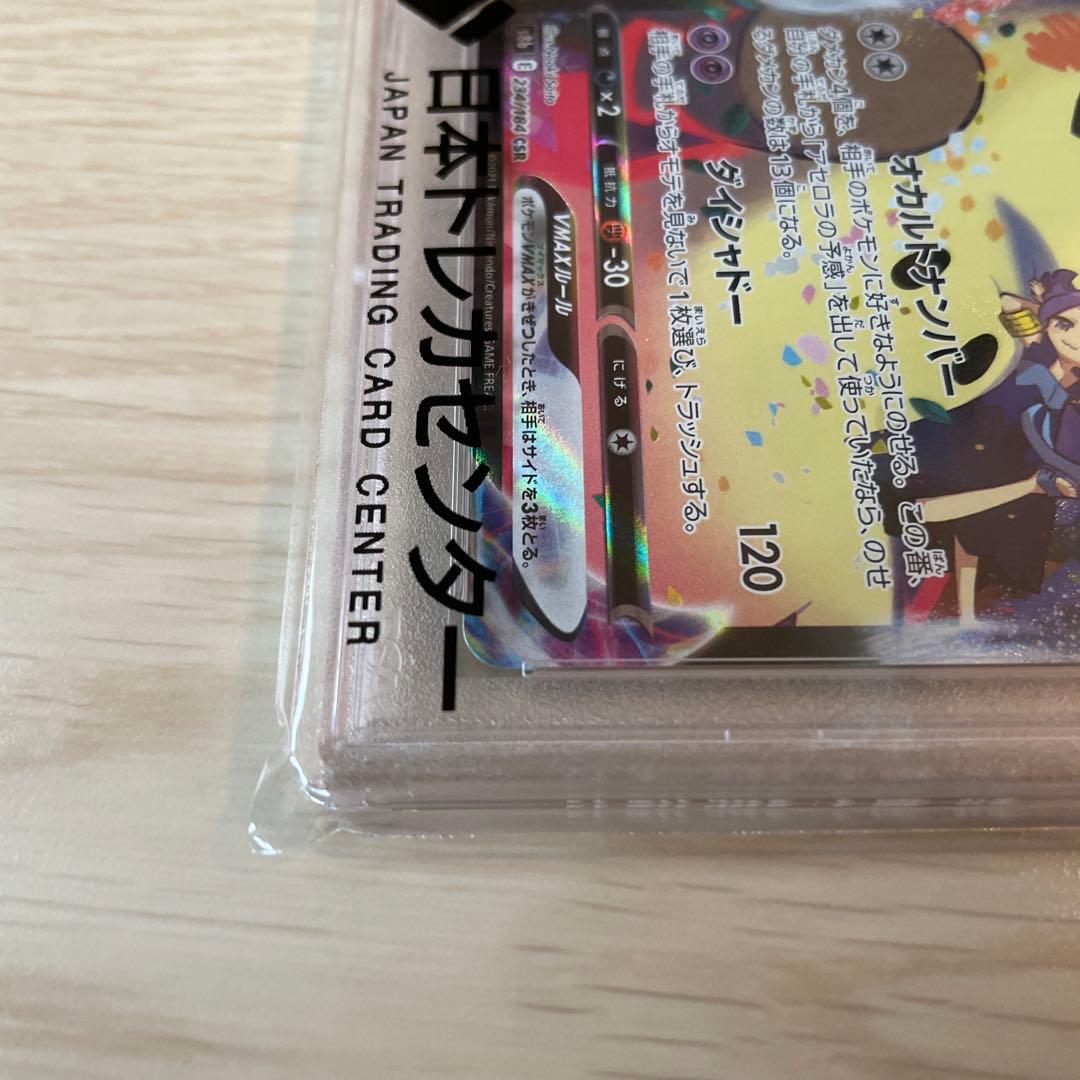 オカルトナンバー
ダメカン4個を、相手のポケモンに好きなようにのせる。この番、
自分の手札から「アセロラの予感」を出して使っていたなら、のせ
るダメカンの数は13個になる。
ダイシャドー 120
相手の手札からオモテを見ないで1枚選び、トラッシュする。
弱点 ×2 抵抗力 -30 にげる
VMAXルール
ポケモンVMAXがきぜつしたとき、相手はサイドを3枚とる。
s8b E 234/184 CSR
日本トレカセンター
JAPAN TRADING CARD CENTER